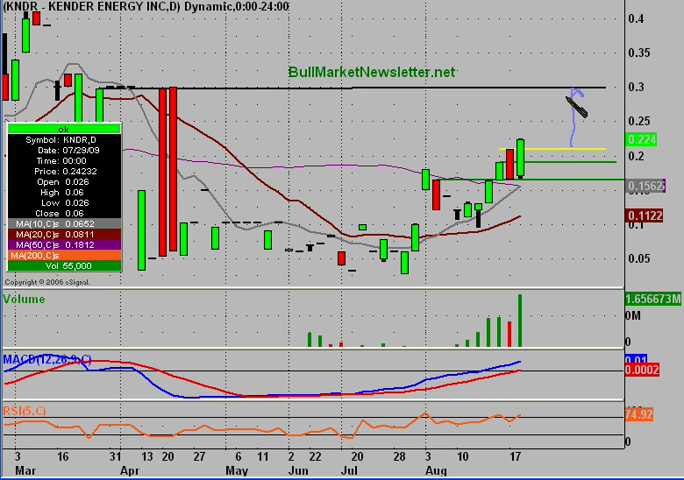 (KNDR - KENDER ENERGY INC,D) Dynamic,0:00-24:00
0.4
0.35
BullMarketNewsletter.net
0.3
0.25
0.224
0.2
0.1562
0.1122
0.05
ok
Symbol: KNDR,D
Date: 07/29/09
Time: 00:00
Price: 0.24232
Open 0.026
High 0.06
Low 0.026
Close 0.06
MA(10,C)s 0.0652
MA(20,C)s 0.0811
MA(50,C)s 0.1812
MA(200,C)s
Vol 55,000
Copyright © 2006 eSignal.
Volume
1.656673M
0M
MACD(12,26,9,C)
0.01
0.0002
RSI(5,C)
74.92
0
3 16 31 13 20 27 6 11 2 22 20 28 3 10 17
Mar Apr May Jun Jul Aug